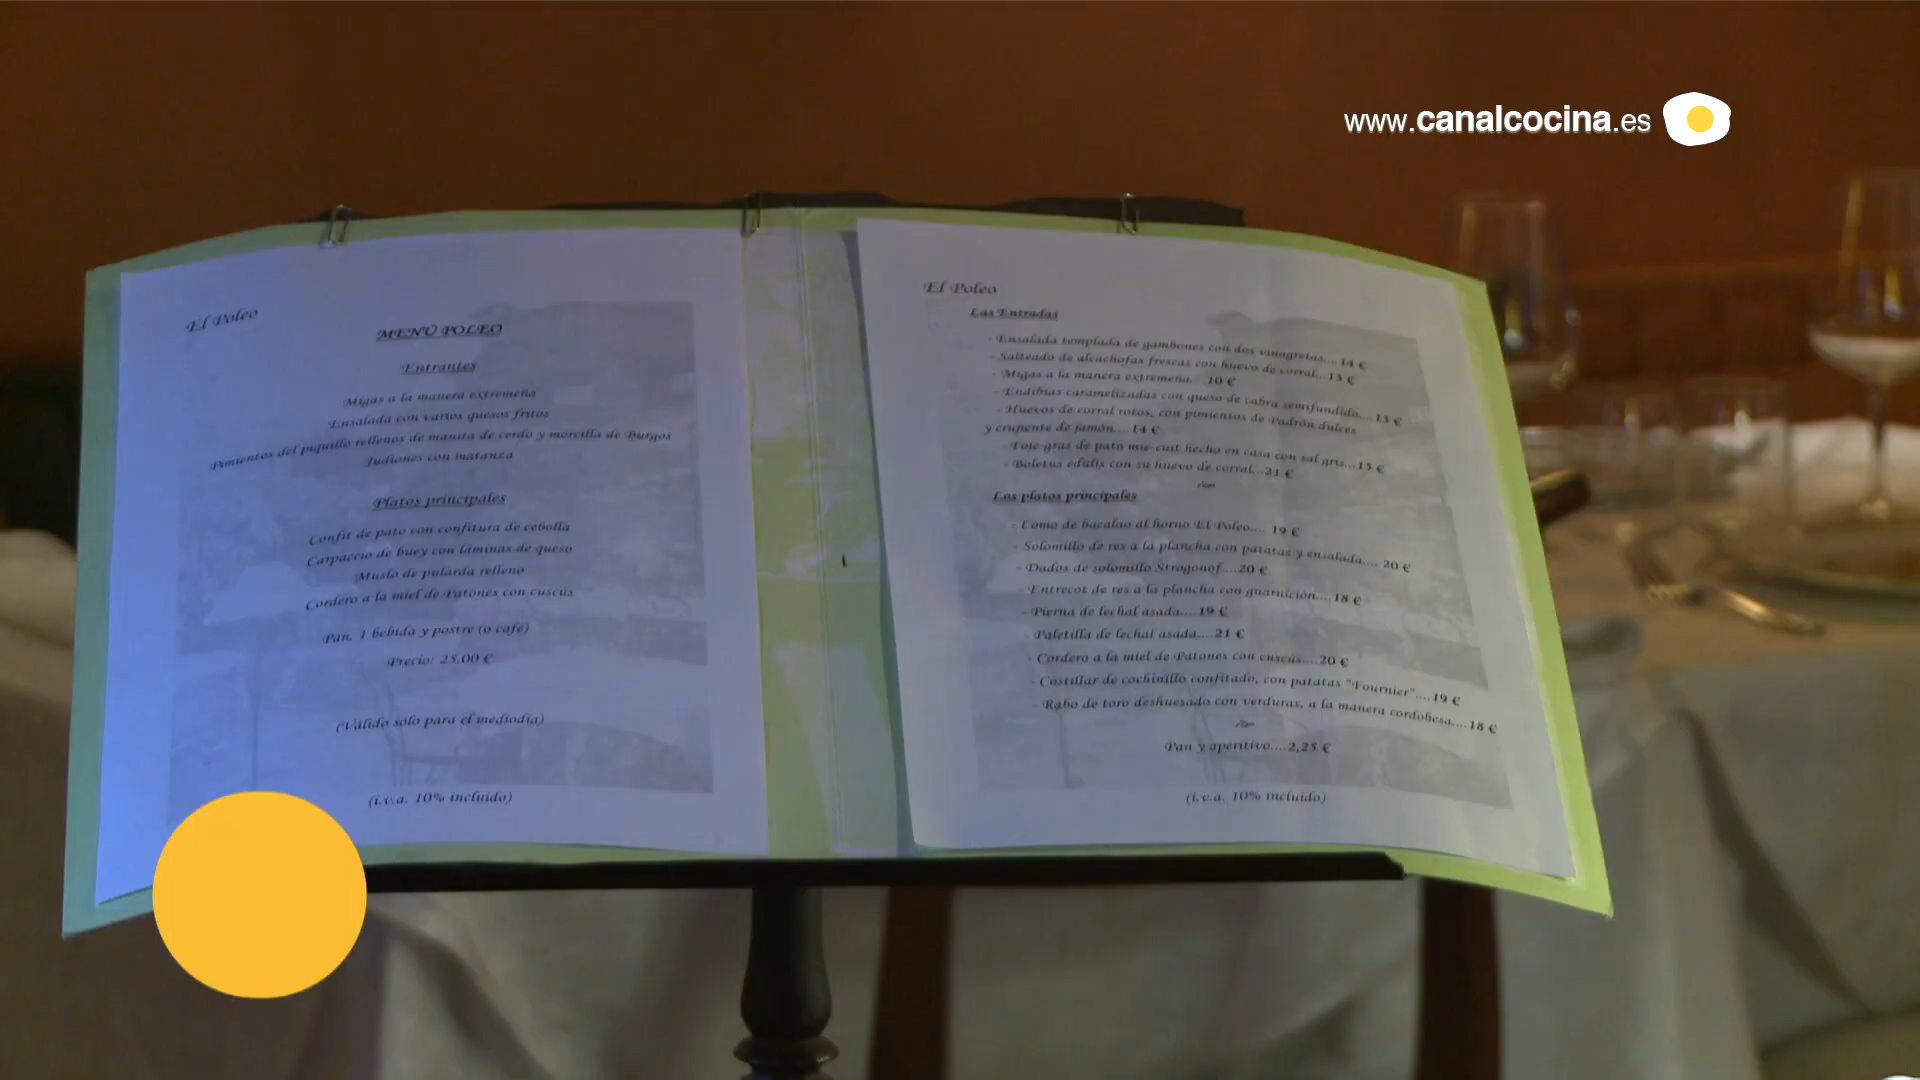 www.canalcocina.es
El Poleo
MENÚ POLEO
Entrantes
Migas a la manera extremeña
Ensalada con varios quesos fritos
Pimientos del piquillo rellenos de manita de cerdo y morcilla de Burgos
Judiones con matanza
Platos principales
Confit de pato con confitura de cebolla
Carpaccio de buey con láminas de queso
Muslo de pularda relleno
Cordero a la miel de Patones con cuscús
Pan, 1 bebida y postre (o café)
Precio: 25,00 €
(Válido sólo para el mediodía)
(i.v.a. 10% incluido)
El Poleo
Las Entradas
- Ensalada templada de gambones con dos vinagretas....14 €
- Salteado de alcachofas frescas con huevo de corral...13 €
- Migas a la manera extremeña. 10 €
- Endibias caramelizadas con queso de cabra semifundido....13 €
- Huevos de corral rotos, con pimientos de Padrón dulces
y crujiente de jamón....14 €
- Foie-gras de pato mie-cuit hecho en casa con sal gris...15 €
- Boletus edulis con su huevo de corral...21 €
Los platos principales
- Lomo de bacalao al horno El Poleo.... 19 €
- Solomillo de res a la plancha con patatas y ensalada.... 20 €
- Dados de solomillo Strogonof....20 €
- Entrecot de res a la plancha con guarnición....18 €
- Pierna de lechal asada....19 €
- Paletilla de lechal asada....21 €
- Cordero a la miel de Patones con cuscús....20 €
- Costillar de cochinillo confitado, con patatas "Fournier"....19 €
- Rabo de toro deshuesado con verduras, a la manera cordobesa....18 €
Pan y aperitivo....2,25 €
(i.v.a. 10% incluido)